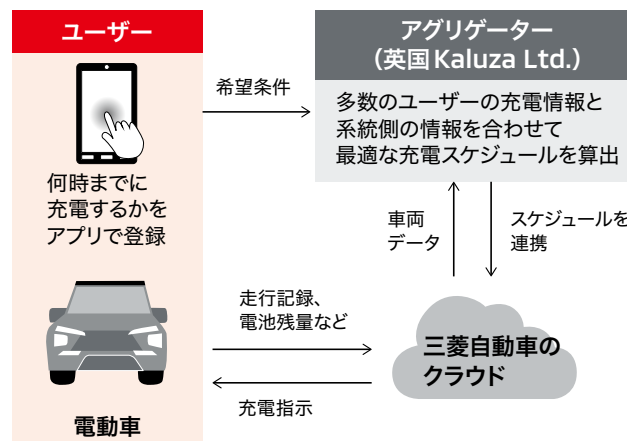 ユーザー
何時までに
充電するかを
アプリで登録
電動車
希望条件
アグリゲーター
(英国Kaluza Ltd.)
多数のユーザーの充電情報と
系統側の情報を合わせて
最適な充電スケジュールを算出
車両
データ
スケジュールを
連携
走行記録、
電池残量など
充電指示
三菱自動車の
クラウド